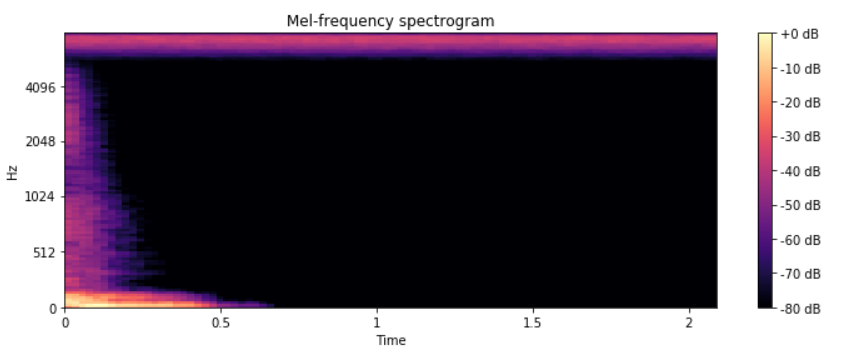 Mel-frequency spectrogram
Hz
4096
2048
1024
512
0
0 0.5 1 1.5 2
Time
+0 dB
-10 dB
-20 dB
-30 dB
-40 dB
-50 dB
-60 dB
-70 dB
-80 dB